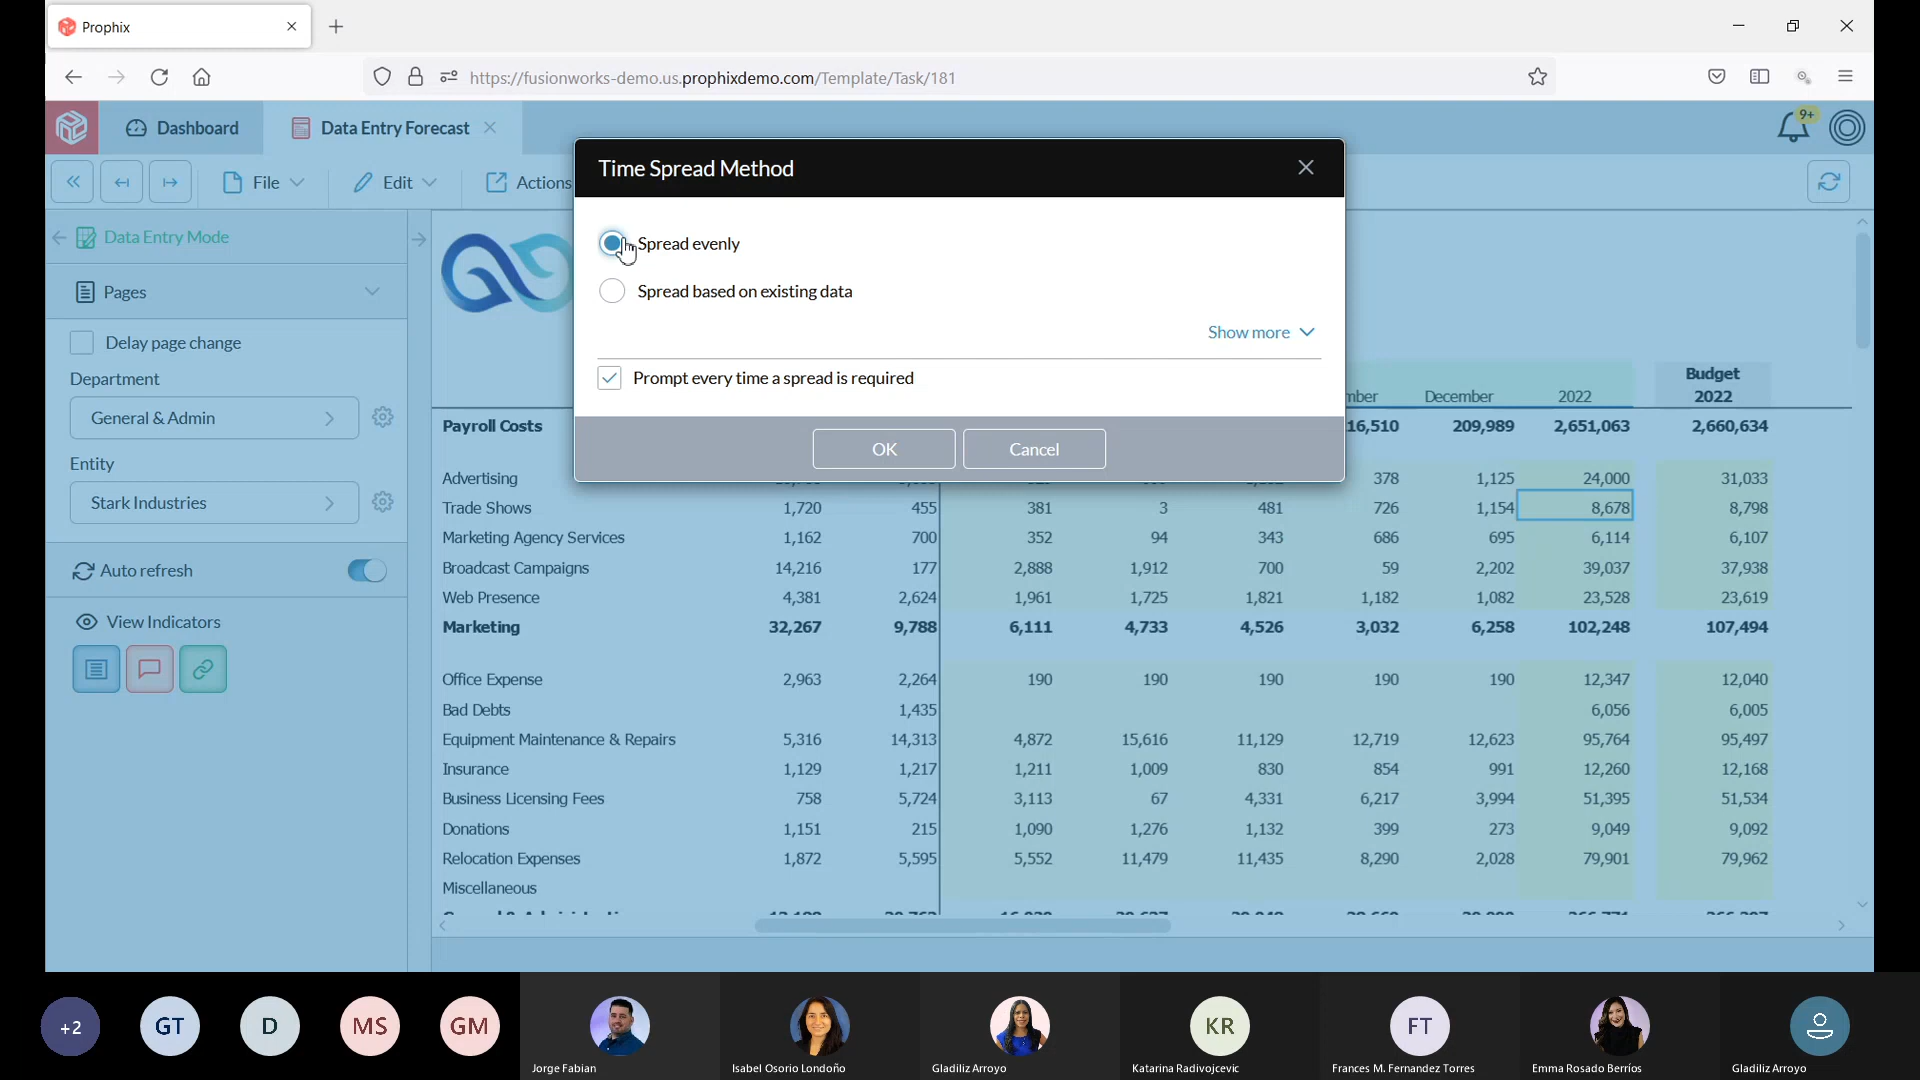 Prophix
https://fusionworks-demo.us.prophixdemo.com/Template/Task/181
Dashboard
Data Entry Forecast
9+
File
Edit
Actions
Time Spread Method
Spread evenly
Spread based on existing data
Show more
Prompt every time a spread is required
OK
Cancel
Data Entry Mode
Pages
Delay page change
Department
General & Admin
Entity
Stark Industries
Auto refresh
View Indicators
December 2022 Budget 2022
Payroll Costs 209,989 2,651,063 2,660,634
Advertising 378 1,125 24,000 31,033
Trade Shows 1,720 455 381 3 481 726 1,154 8,678 8,798
Marketing Agency Services 1,162 700 352 94 343 686 695 6,114 6,107
Broadcast Campaigns 14,216 177 2,888 1,912 700 59 2,202 39,037 37,938
Web Presence 4,381 2,624 1,961 1,725 1,821 1,182 1,082 23,528 23,619
Marketing 32,267 9,788 6,111 4,733 4,526 3,032 6,258 102,248 107,494
Office Expense 2,963 2,264 190 190 190 190 190 12,347 12,040
Bad Debts 1,435 6,056 6,005
Equipment Maintenance & Repairs 5,316 14,313 4,872 15,616 11,129 12,719 12,623 95,764 95,497
Insurance 1,129 1,217 1,211 1,009 830 854 991 12,260 12,168
Business Licensing Fees 758 5,724 3,113 67 4,331 6,217 3,994 51,395 51,534
Donations 1,151 215 1,090 1,276 1,132 399 273 9,049 9,092
Relocation Expenses 1,872 5,595 5,552 11,479 11,435 8,290 2,028 79,901 79,962
Miscellaneous
+2
GT
D
MS
GM
KR
FT
Jorge Fabian
Isabel Osorio Londoño
Gladiliz Arroyo
Katarina Radivojcevic
Frances M. Fernandez Torres
Emma Rosado Berríos
Gladiliz Arroyo